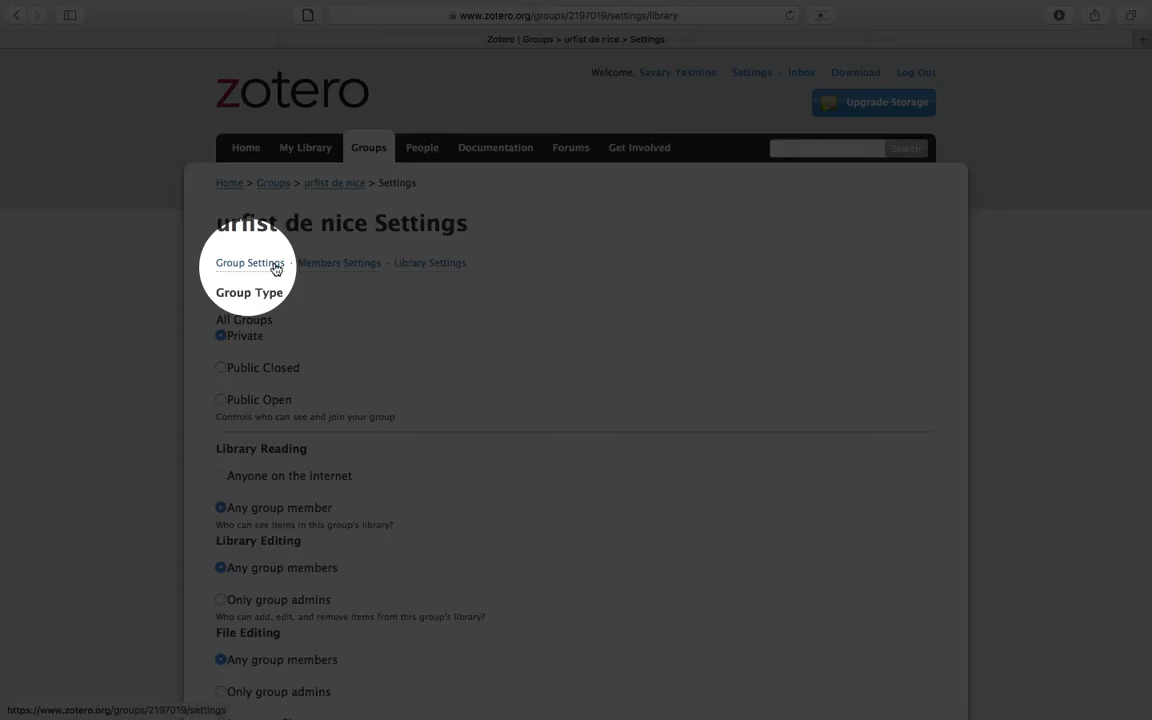 www.zotero.org/groups/2197019/settings/library
Zotero | Groups > urfist de nice > Settings
zotero
Welcome, Savary Yasmine Settings Inbox Download Log Out
Upgrade Storage
Home My Library Groups People Documentation Forums Get Involved Search
Home > Groups > urfist de nice > Settings
urfist de nice Settings
Group Settings · Members Settings · Library Settings
Group Type
All Groups
Private
Public Closed
Public Open
Controls who can see and join your group
Library Reading
Anyone on the internet
Any group member
Who can see items in this group's library?
Library Editing
Any group members
Only group admins
Who can add, edit, and remove items from this group's library?
File Editing
Any group members
Only group admins
https://www.zotero.org/groups/2197019/settings